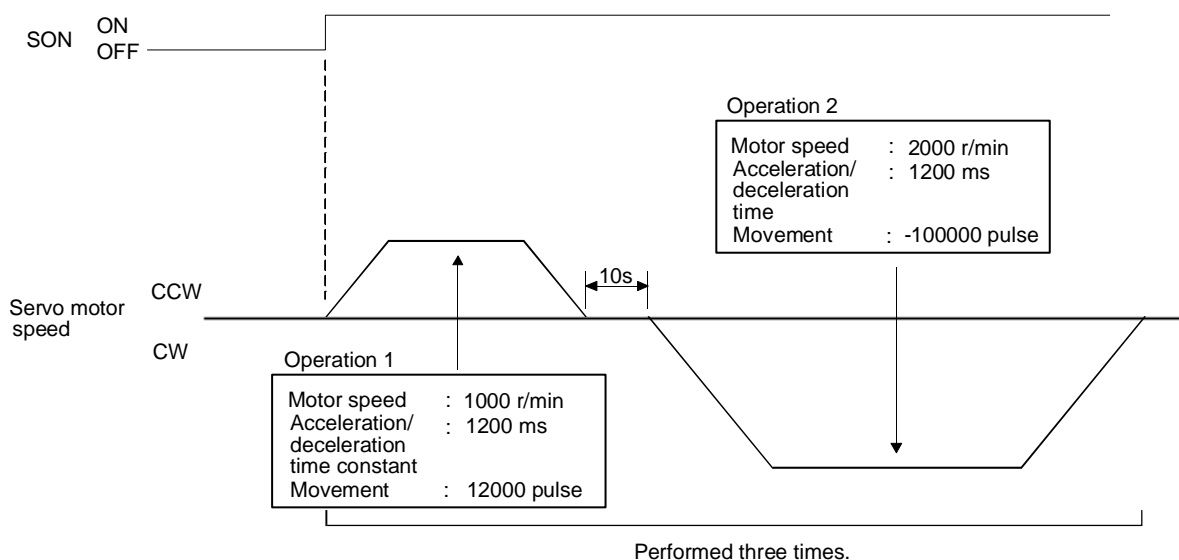 SON ON
OFF
Operation 2
Motor speed : 2000 r/min
Acceleration/ : 1200 ms
deceleration
time
Movement : -100000 pulse
10s
Servo motor
speed
CCW
CW
Operation 1
Motor speed : 1000 r/min
Acceleration/ : 1200 ms
deceleration
time constant
Movement : 12000 pulse
Performed three times.